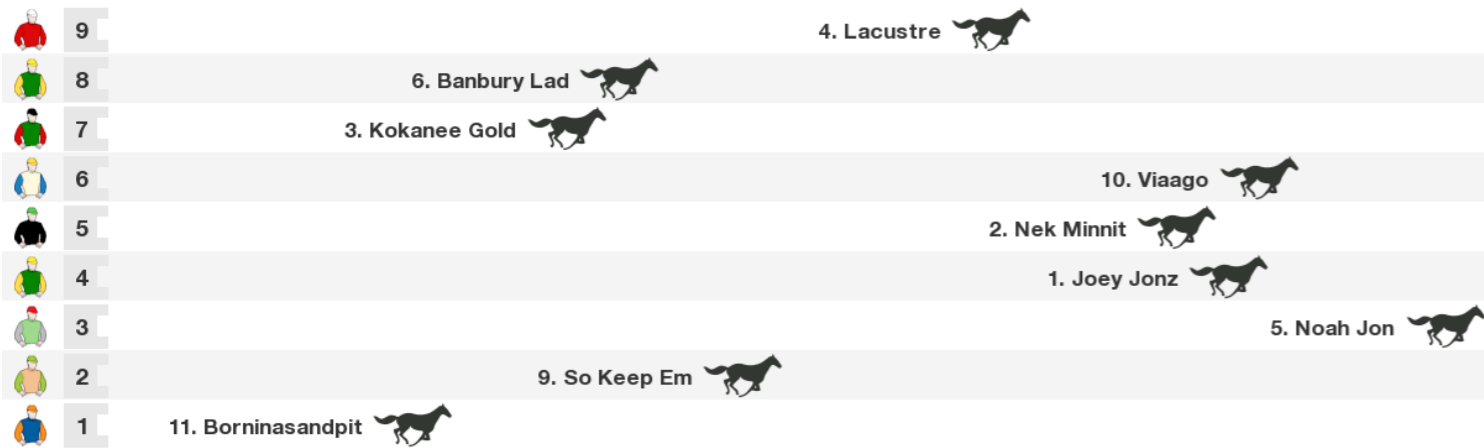 9 4. Lacustre
8 6. Banbury Lad
7 3. Kokanee Gold
6 10. Viaago
5 2. Nek Minnit
4 1. Joey Jonz
3 5. Noah Jon
2 9. So Keep Em
1 11. Borninasandpit